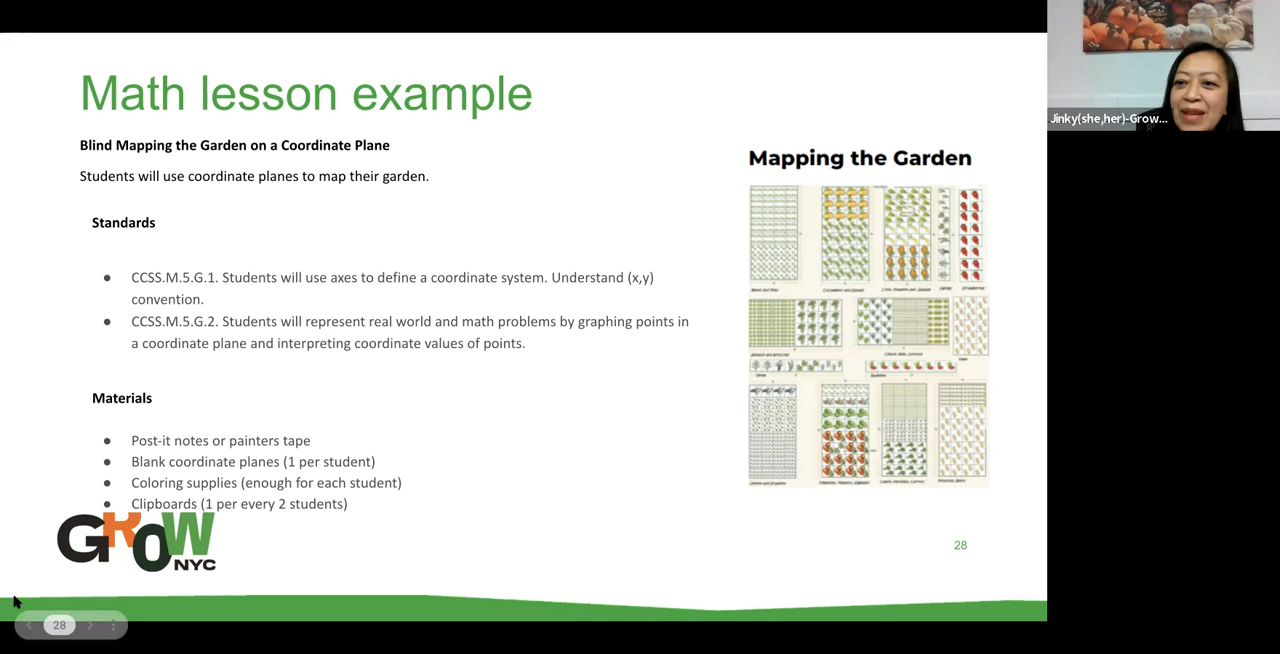 Math lesson example
Blind Mapping the Garden on a Coordinate Plane
Students will use coordinate planes to map their garden.
Standards
● CCSS.M.5.G.1. Students will use axes to define a coordinate system. Understand (x,y)
convention.
● CCSS.M.5.G.2. Students will represent real world and math problems by graphing points in
a coordinate plane and interpreting coordinate values of points.
Materials
● Post-it notes or painters tape
● Blank coordinate planes (1 per student)
● Coloring supplies (enough for each student)
● Clipboards (1 per every 2 students)
GROW
NYC
Mapping the Garden
28
28
Jinky(she,her)-Grow...